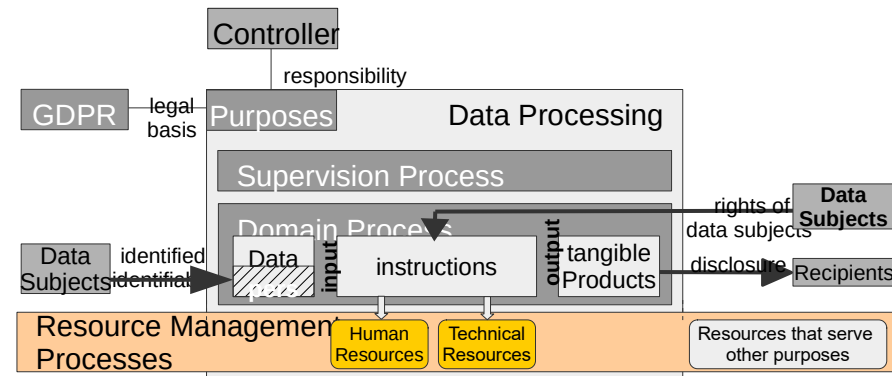 Controller
responsibility
GDPR
legal
basis
Purposes
Data Processing
Supervision Process
Domain Process
rights of
data subjects
Data
Subjects
Data
Subjects
identified
identifiab
Data
pers
input
instructions
output
tangible
Products
disclosure
Recipients
Resource Management
Processes
Human
Resources
Technical
Resources
Resources that serve
other purposes